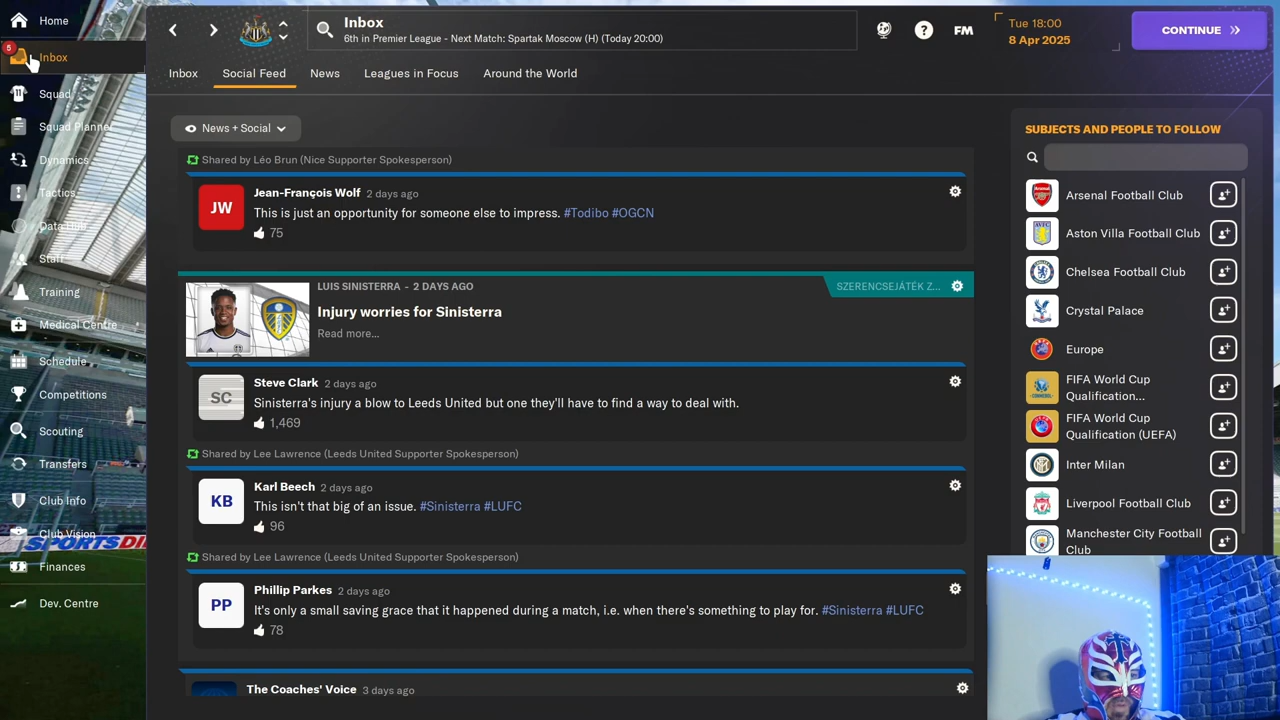 Home
Inbox
6th in Premier League - Next Match: Spartak Moscow (H) (Today 20:00)
FM
Tue 18:00
8 Apr 2025
CONTINUE
5
Inbox
Squad
Squad Planner
Dynamics
Tactics
Data Hub
Staff
Training
Medical Centre
Schedule
Competitions
Scouting
Transfers
Club Info
Club Vision
SPORTS DI
Finances
Dev. Centre
Inbox
Social Feed
News
Leagues in Focus
Around the World
News + Social
Shared by Léo Brun (Nice Supporter Spokesperson)
JW
Jean-François Wolf 2 days ago
This is just an opportunity for someone else to impress. #Todibo #OGCN
75
LUIS SINISTERRA - 2 DAYS AGO
SZERENCSEJÁTÉK Z...
Injury worries for Sinisterra
Read more...
SC
Steve Clark 2 days ago
Sinisterra's injury a blow to Leeds United but one they'll have to find a way to deal with.
1,469
Shared by Lee Lawrence (Leeds United Supporter Spokesperson)
KB
Karl Beech 2 days ago
This isn't that big of an issue. #Sinisterra #LUFC
96
Shared by Lee Lawrence (Leeds United Supporter Spokesperson)
PP
Phillip Parkes 2 days ago
It's only a small saving grace that it happened during a match, i.e. when there's something to play for. #Sinisterra #LUFC
78
The Coaches' Voice 3 days ago
SUBJECTS AND PEOPLE TO FOLLOW
Arsenal Football Club
Aston Villa Football Club
Chelsea Football Club
Crystal Palace
Europe
FIFA World Cup
Qualification...
FIFA World Cup
Qualification (UEFA)
Inter Milan
Liverpool Football Club
Manchester City Football
Club